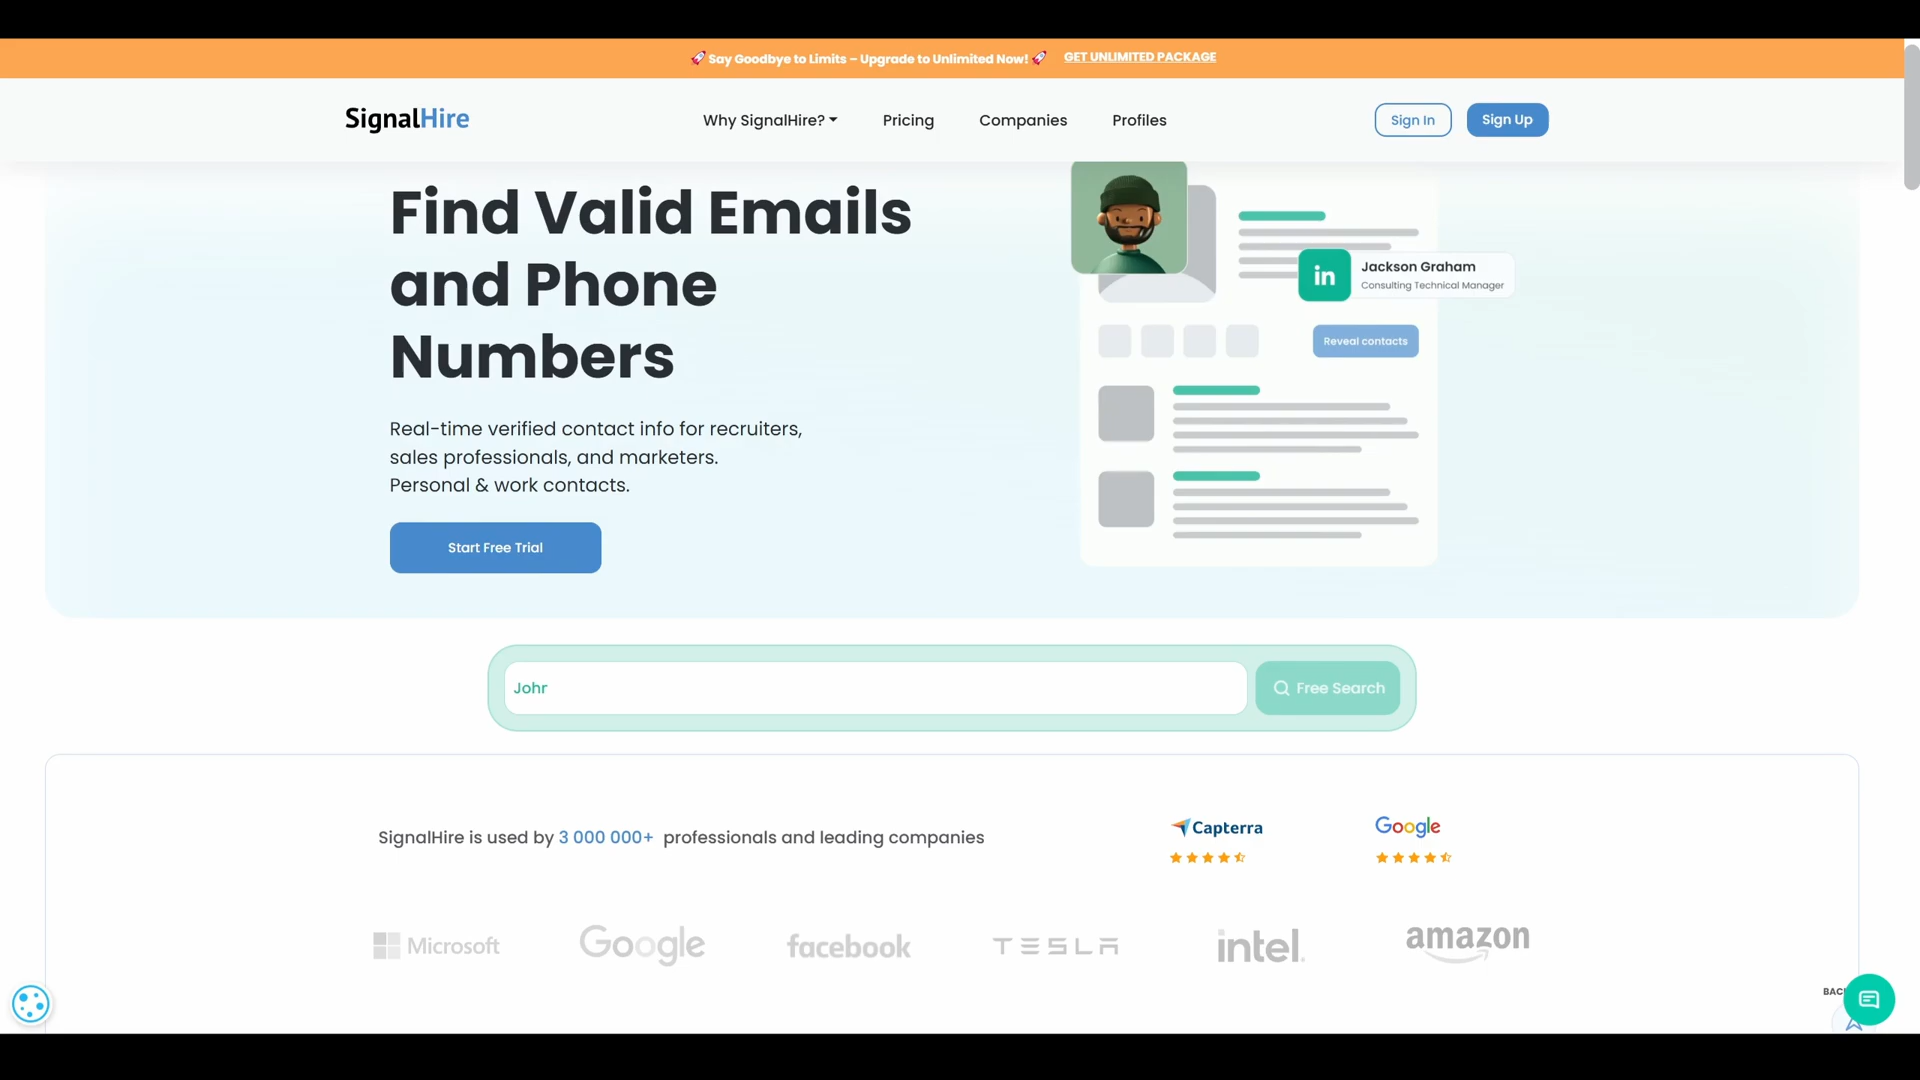 🚀 Say Goodbye to Limits – Upgrade to Unlimited Now! 🚀 GET UNLIMITED PACKAGE
SignalHire
Why SignalHire? Pricing Companies Profiles
Sign In Sign Up
Find Valid Emails
and Phone
Numbers
Real-time verified contact info for recruiters,
sales professionals, and marketers.
Personal & work contacts.
Start Free Trial
in
Jackson Graham
Consulting Technical Manager
Reveal contacts
Johr
Free Search
SignalHire is used by 3 000 000+ professionals and leading companies
Capterra
Google
Microsoft
Google
facebook
TESLA
intel.
amazon